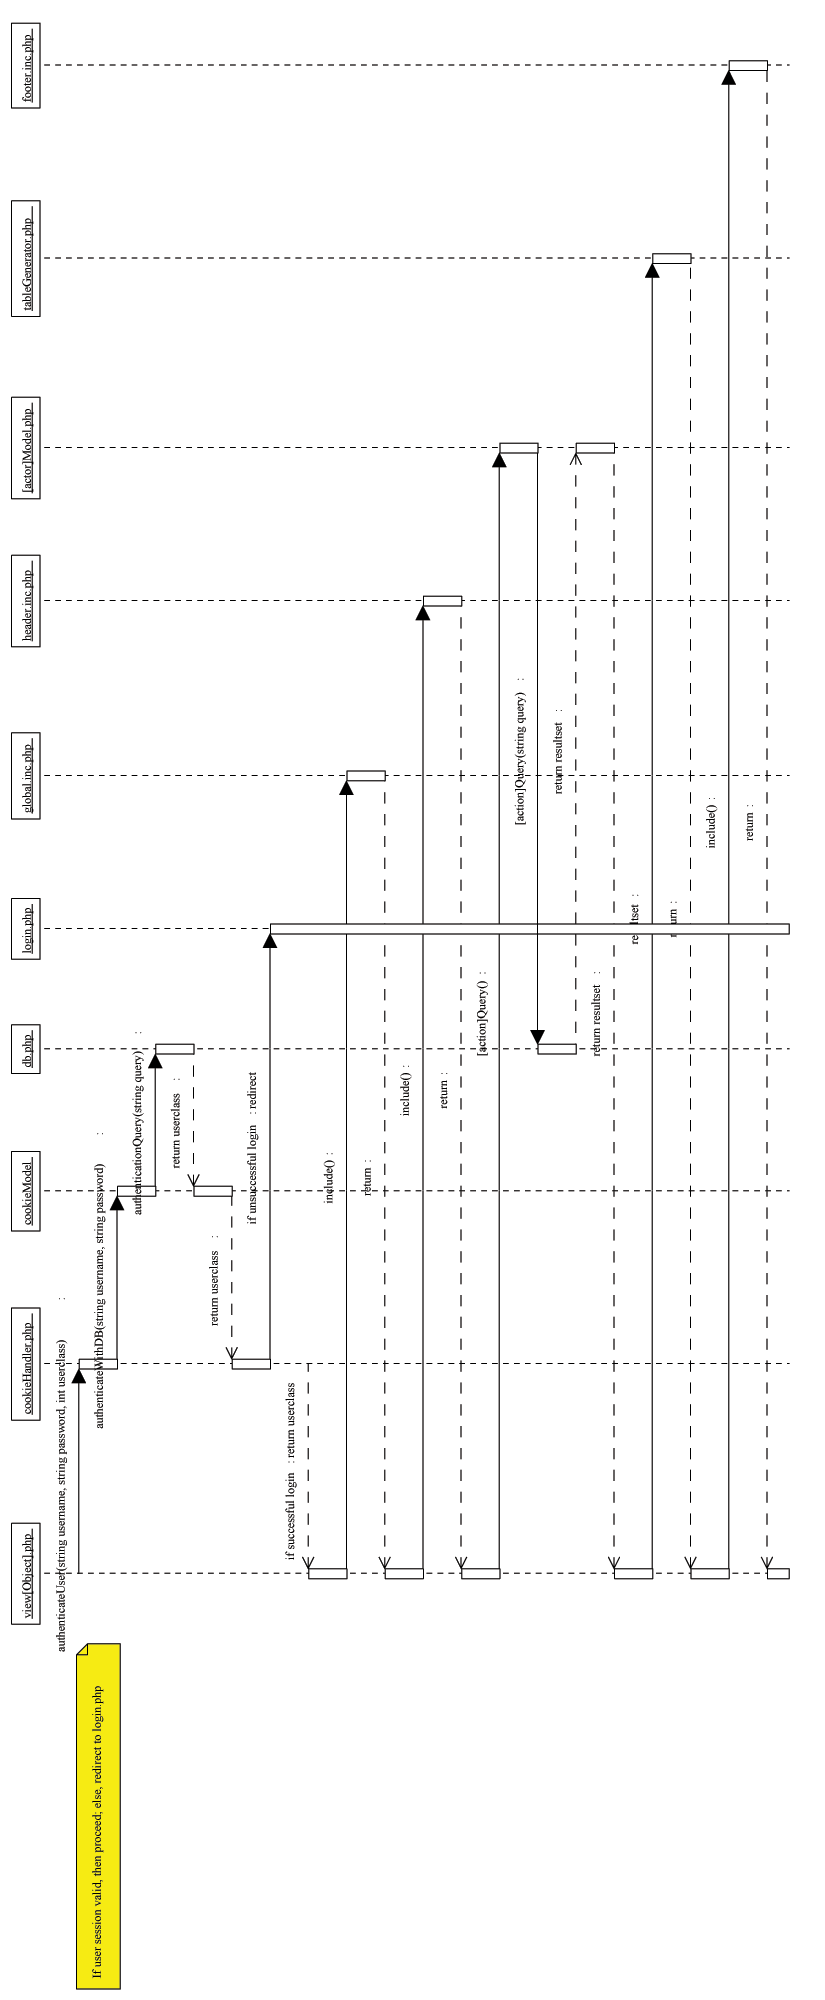 view[Object].php
cookieHandler.php
cookieModel
db.php
login.php
global.inc.php
header.inc.php
[actor]Model.php
tableGenerator.php
footer.inc.php
authenticateUser(string username, string password, int userclass) :
If user session valid, then proceed; else, redirect to login.php
authenticateWithDB(string username, string password) :
authenticationQuery(string query) :
return userclass :
return userclass :
if unsuccessful login : redirect
if successful login : return userclass
include() :
return :
include() :
return :
[action]Query() :
[action]Query(string query) :
return resultset :
return resultset :
include() :
return :